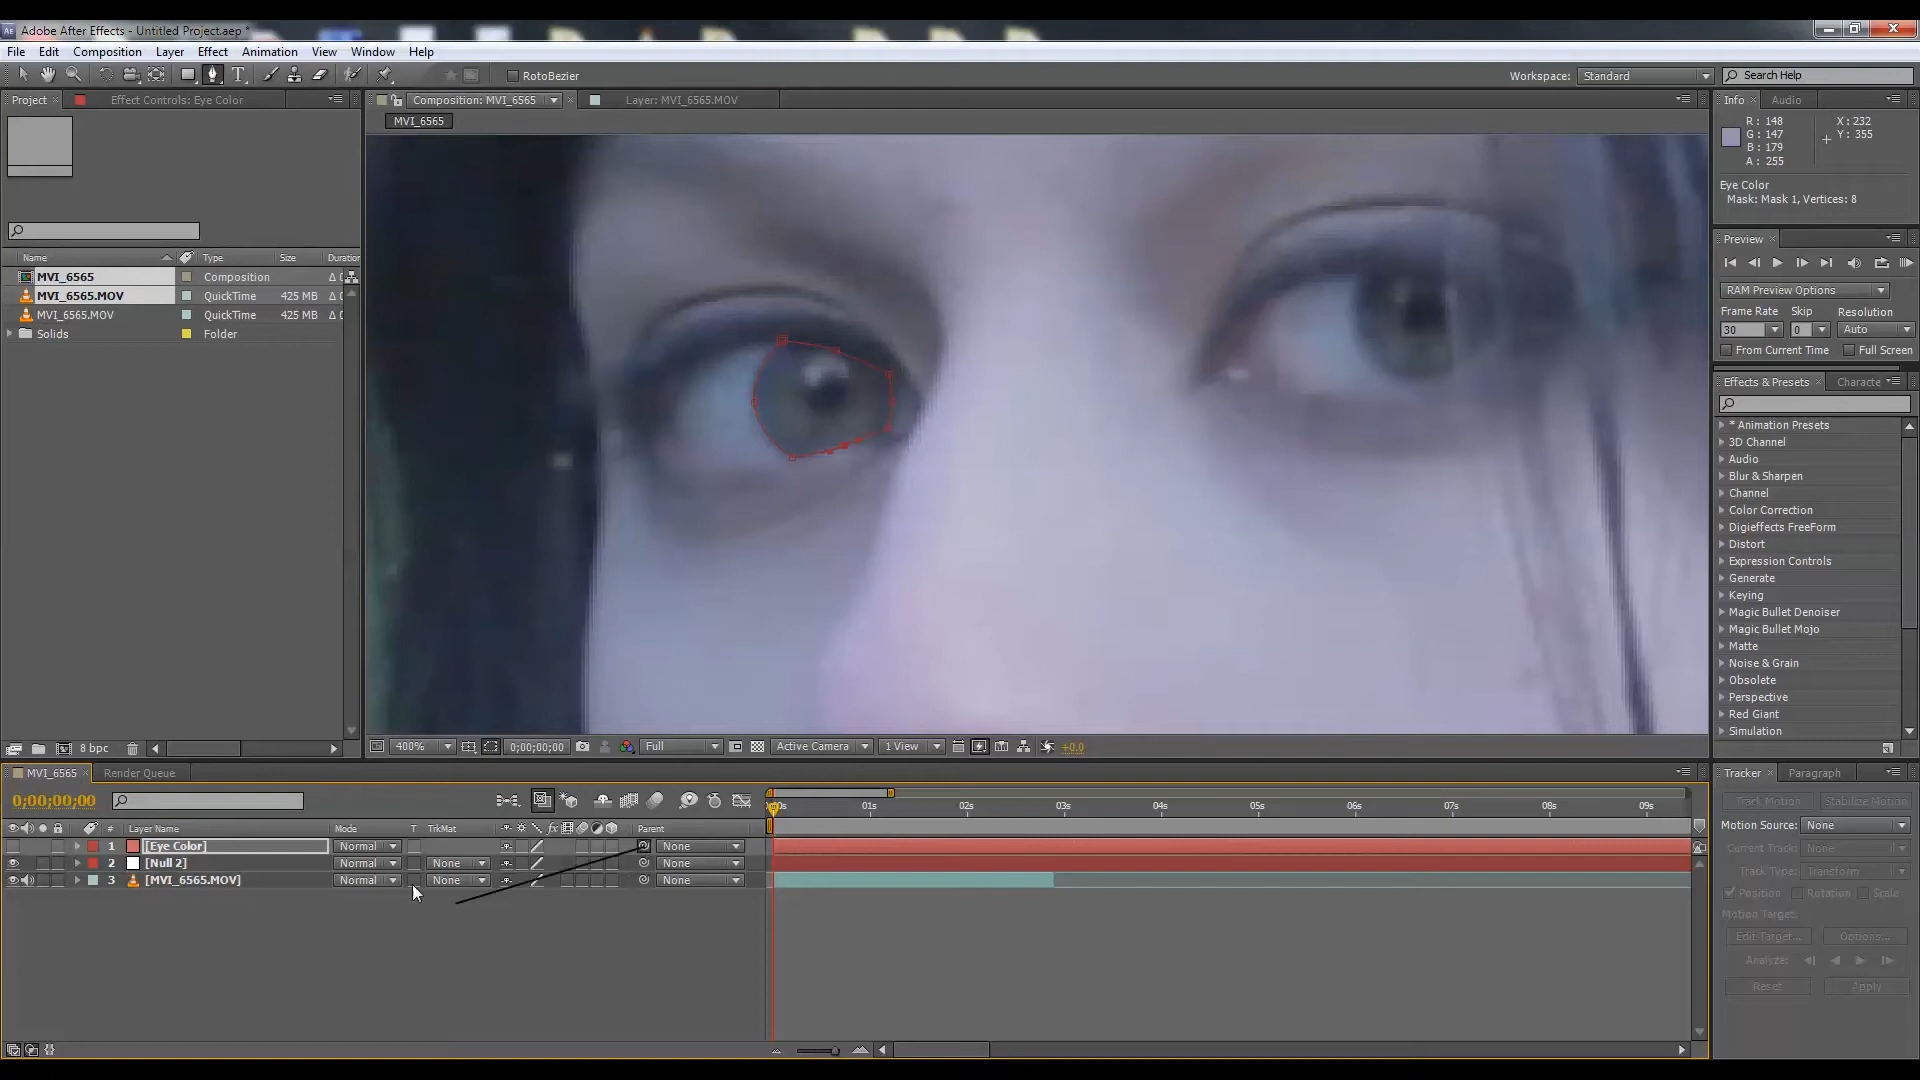 Adobe After Effects - Untitled Project.aep *
File Edit Composition Layer Effect Animation View Window Help
RotoBezier
Workspace: Standard Search Help
Project Effect Controls: Eye Color
Composition: MVI_6565 Layer: MVI_6565.MOV
MVI_6565
Name Type Size Duration
MVI_6565 Composition
MVI_6565.MOV QuickTime 425 MB
MVI_6565.MOV QuickTime 425 MB
Solids Folder
8 bpc
400% 0;00;00;00 Full Active Camera 1 View +0.0
Info Audio
R : 148 X : 232
G : 147 Y : 355
B : 179
A : 255
Eye Color
Mask: Mask 1, Vertices: 8
Preview
RAM Preview Options
Frame Rate Skip Resolution
30 0 Auto
From Current Time Full Screen
Effects & Presets Characte
* Animation Presets
3D Channel
Audio
Blur & Sharpen
Channel
Color Correction
Digieffects FreeForm
Distort
Expression Controls
Generate
Keying
Magic Bullet Denoiser
Magic Bullet Mojo
Matte
Noise & Grain
Obsolete
Perspective
Red Giant
Simulation
MVI_6565 Render Queue
0;00;00;00
# Layer Name Mode T TrkMat Parent
1 [Eye Color] Normal None
2 [Null 2] Normal None None
3 [MVI_6565.MOV] Normal None None
01s 02s 03s 04s 05s 06s 07s 08s 09s
Tracker Paragraph
Track Motion Stabilize Motion
Motion Source: None
Current Track: None
Track Type: Transform
Position Rotation Scale
Motion Target:
Edit Target... Options...
Analyze:
Reset Apply